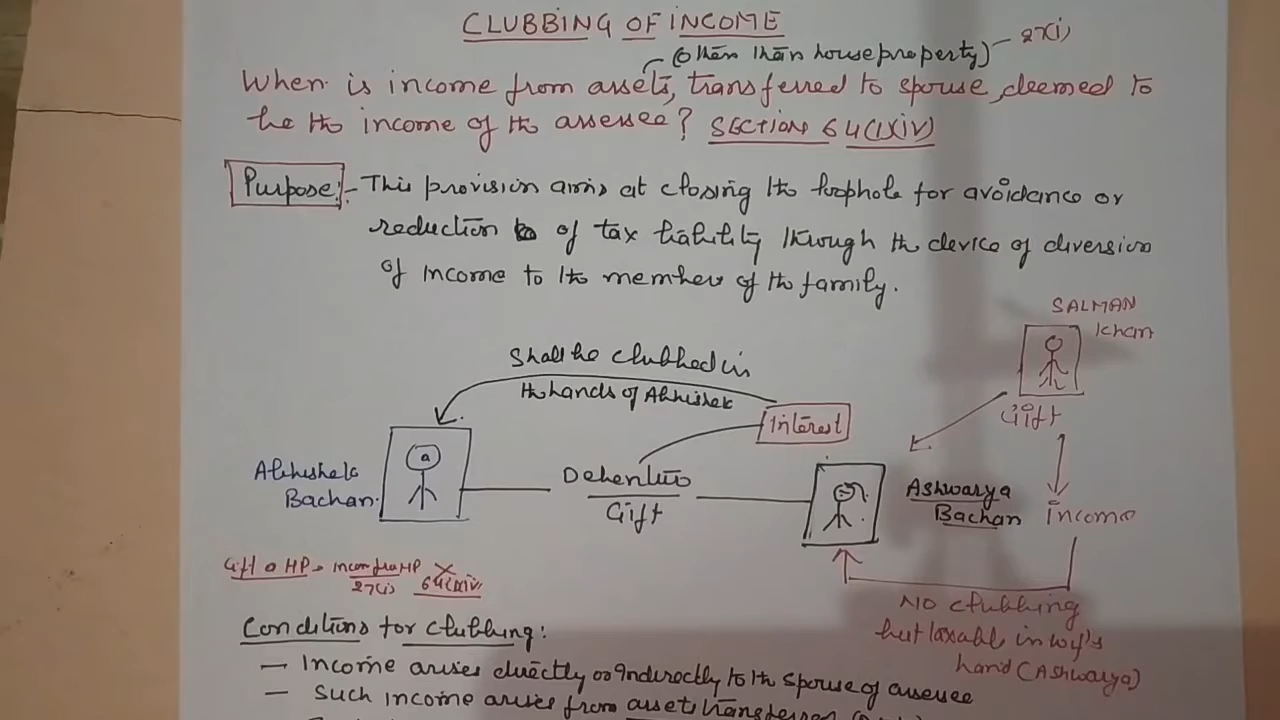 CLUBBING OF INCOME
(Other than house property) - 27(i)
When is income from assets, transferred to spouse, deemed to
be the income of the assessee? SECTION 64(1)(iv)
Purpose:- This provision aims at closing the loophole for avoidance or
reduction of tax liability through the device of diversion
of income to the member of the family.
SALMAN
Khan
Shall be clubbed in
the hands of Abhishek
Interest
Gift
Abhishek
Bachan.
Debentures
Gift
Ashwarya
Bachan
income
Gift a HP - Income from HP
27(i) 64(1)(iv)
NO clubbing
but taxable in wife's
hand (Ashwarya)
Conditions for clubbing:
— Income arises directly or indirectly to the spouse of assessee
— Such income arises from assets